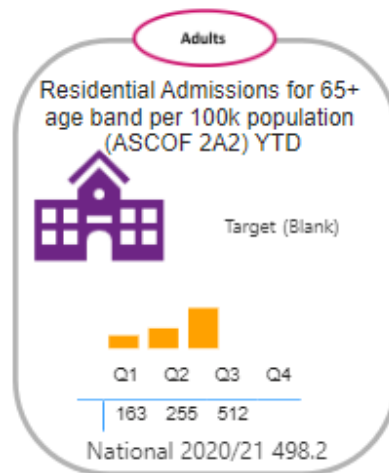 Adults
Residential Admissions for 65+
age band per 100k population
(ASCOF 2A2) YTD
Target (Blank)
Q1 Q2 Q3 Q4
163 255 512
National 2020/21 498.2